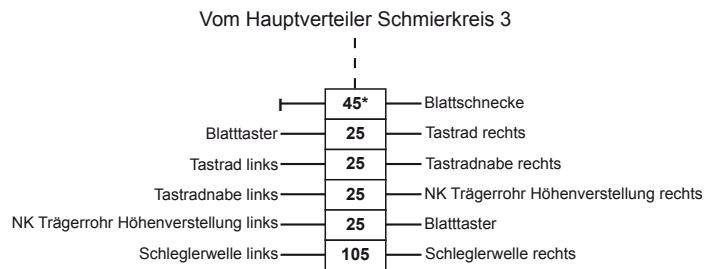 Vom Hauptverteiler Schmierkreis 3
45* Blattschnecke
Blatttaster 25 Tastrad rechts
Tastrad links 25 Tastradnabe rechts
Tastradnabe links 25 NK Trägerrohr Höhenverstellung rechts
NK Trägerrohr Höhenverstellung links 25 Blatttaster
Schleglerwelle links 105 Schleglerwelle rechts